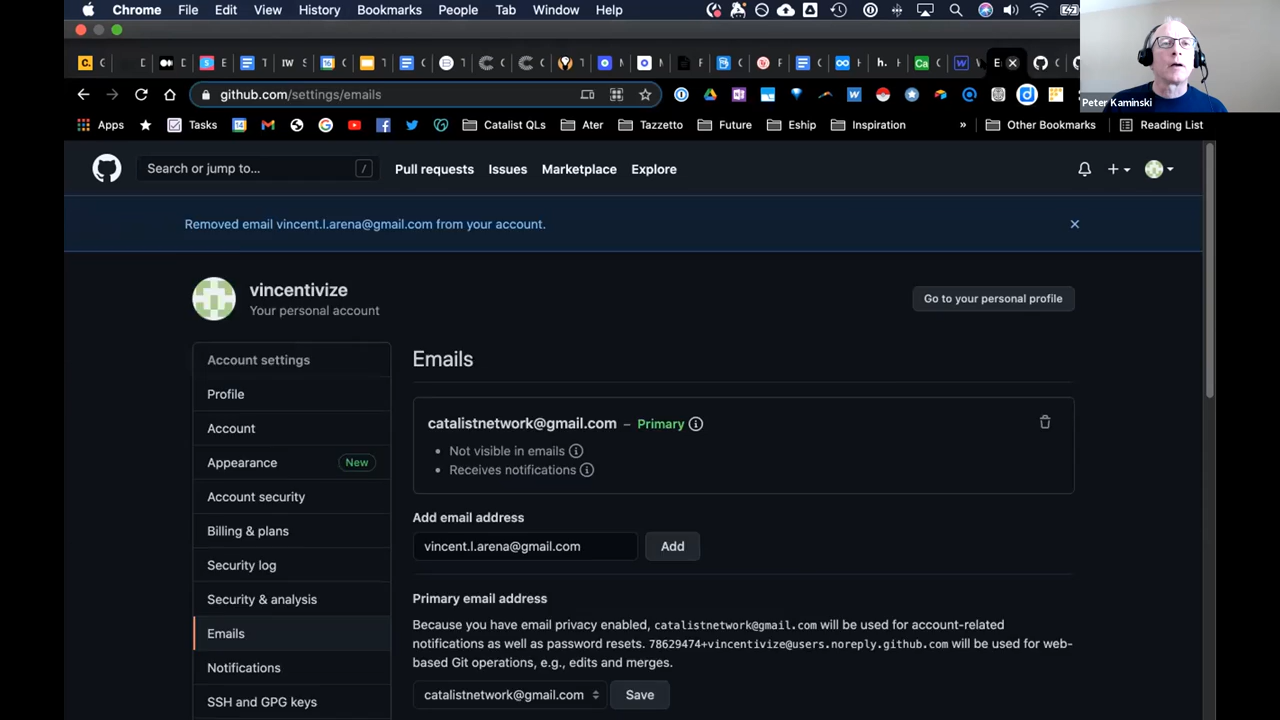 Chrome File Edit View History Bookmarks People Tab Window Help
Peter Kaminski
github.com/settings/emails
Apps Tasks Catalist QLs Ater Tazzetto Future Eship Inspiration » Other Bookmarks Reading List
Search or jump to... / Pull requests Issues Marketplace Explore
Removed email vincent.l.arena@gmail.com from your account.
vincentivize
Your personal account
Go to your personal profile
Account settings
Profile
Account
Appearance New
Account security
Billing & plans
Security log
Security & analysis
Emails
Notifications
SSH and GPG keys
Emails
catalistnetwork@gmail.com – Primary
• Not visible in emails
• Receives notifications
Add email address
vincent.l.arena@gmail.com Add
Primary email address
Because you have email privacy enabled, catalistnetwork@gmail.com will be used for account-related
notifications as well as password resets. 78629474+vincentivize@users.noreply.github.com will be used for web-
based Git operations, e.g., edits and merges.
catalistnetwork@gmail.com Save